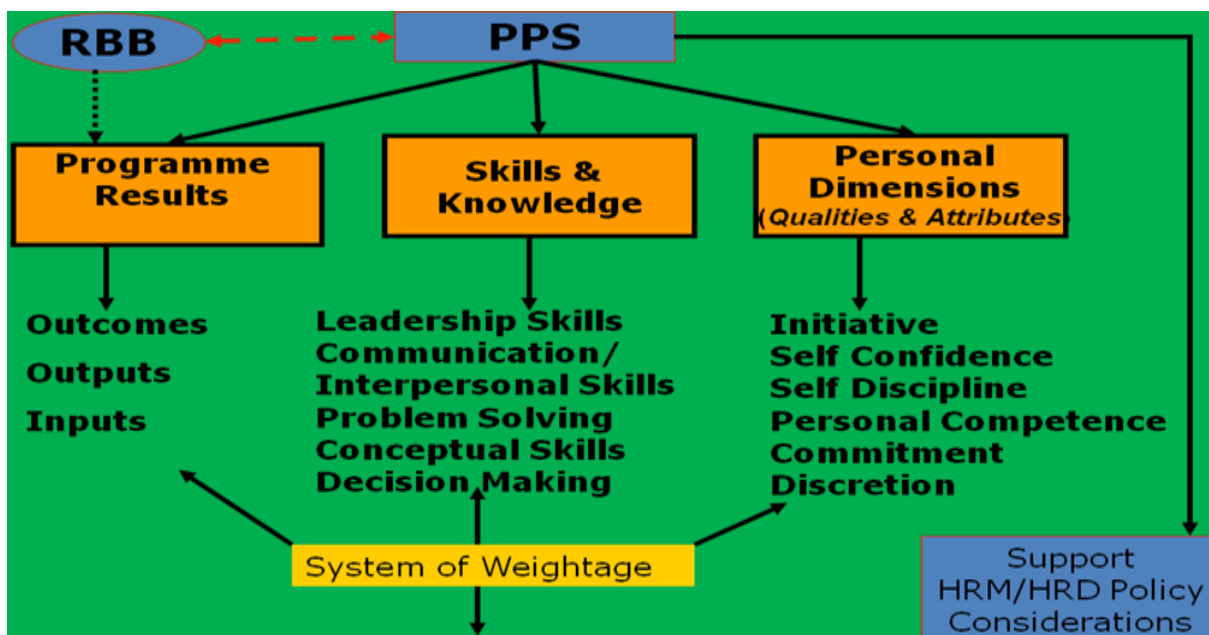 RBB
PPS
Programme
Results
Skills &
Knowledge
Personal
Dimensions
(Qualities & Attributes)
Outcomes
Outputs
Inputs
Leadership Skills
Communication/
Interpersonal Skills
Problem Solving
Conceptual Skills
Decision Making
Initiative
Self Confidence
Self Discipline
Personal Competence
Commitment
Discretion
System of Weightage
Support
HRM/HRD Policy
Considerations